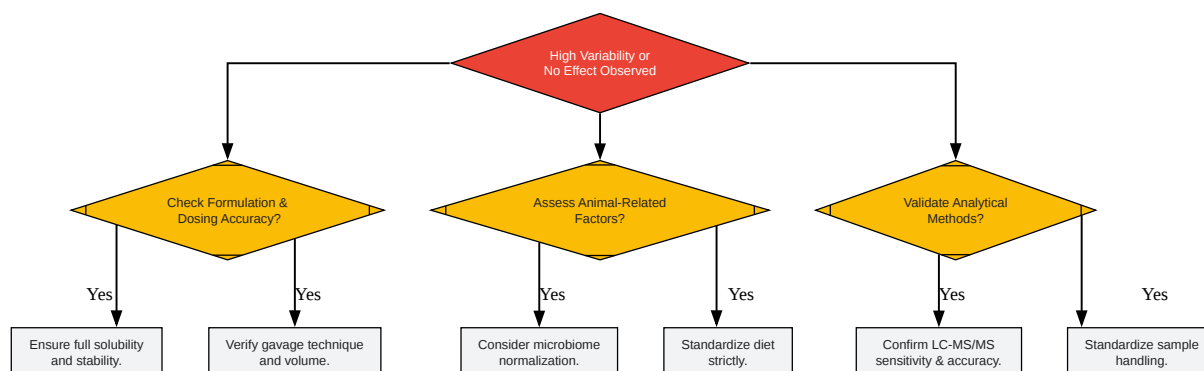 High Variability or
No Effect Observed
Check Formulation &
Dosing Accuracy?
Assess Animal-Related
Factors?
Validate Analytical
Methods?
Yes
Yes
Yes
Yes
Yes
Yes
Ensure full solubility
and stability.
Verify gavage technique
and volume.
Consider microbiome
normalization.
Standardize diet
strictly.
Confirm LC-MS/MS
sensitivity & accuracy.
Standardize sample
handling.